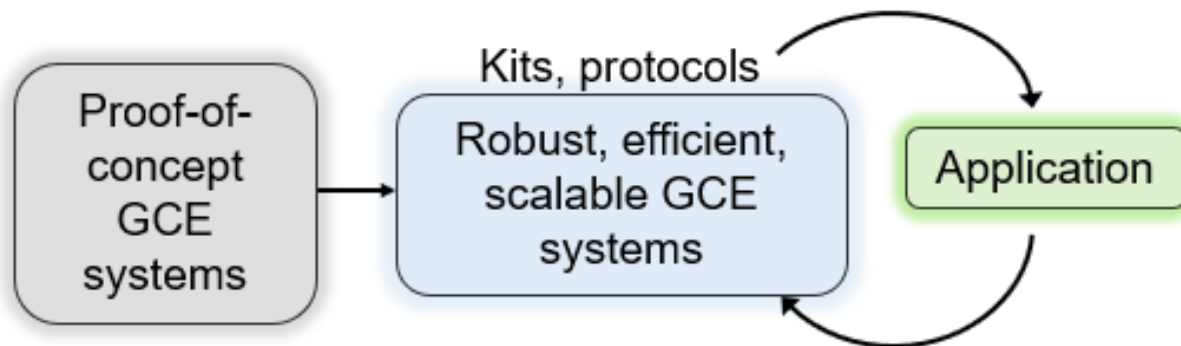 Proof-of-
concept
GCE
systems
Kits, protocols
Robust, efficient,
scalable GCE
systems
Application